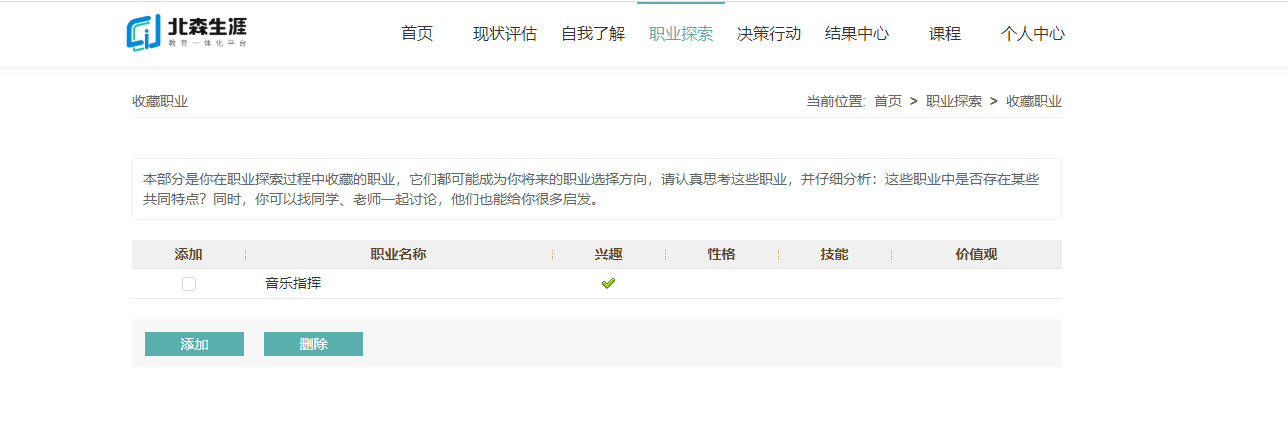 北森生涯
教育一体化平台
首页 现状评估 自我了解 职业探索 决策行动 结果中心 课程 个人中心
收藏职业
当前位置: 首页 > 职业探索 > 收藏职业
本部分是你在职业探索过程中收藏的职业，它们都可能成为你将来的职业选择方向，请认真思考这些职业，并仔细分析：这些职业中是否存在某些
共同特点？同时，你可以找同学、老师一起讨论，他们也能给你很多启发。
添加 职业名称 兴趣 性格 技能 价值观
音乐指挥
添加 删除